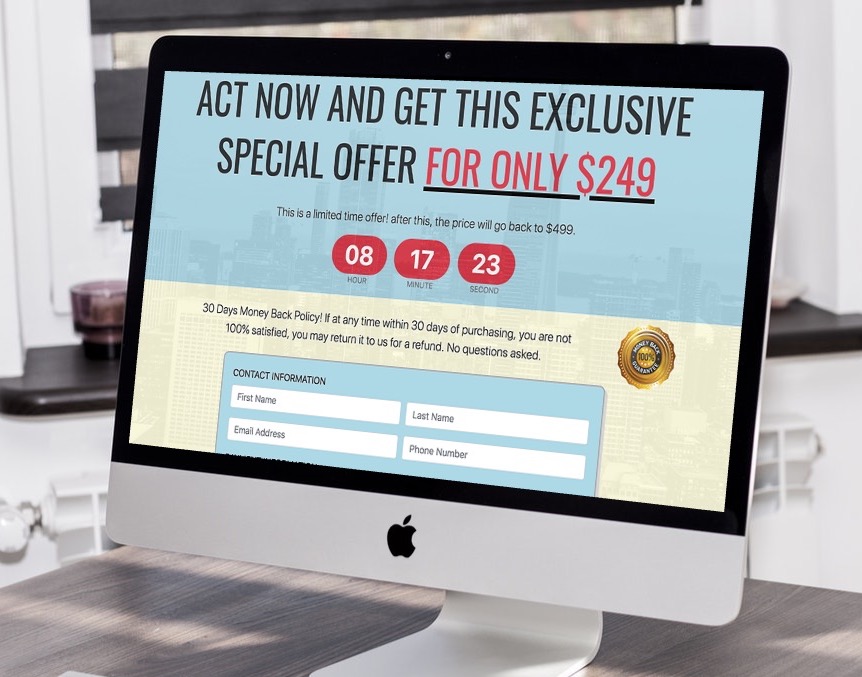 ACT NOW AND GET THIS EXCLUSIVE
SPECIAL OFFER FOR ONLY $249
This is a limited time offer! after this, the price will go back to $499.
08 17 23
HOUR MINUTE SECOND
30 Days Money Back Policy! If at any time within 30 days of purchasing, you are not
100% satisfied, you may return it to us for a refund. No questions asked.
MONEY BACK
100%
GUARANTEE
CONTACT INFORMATION
First Name Last Name
Email Address Phone Number